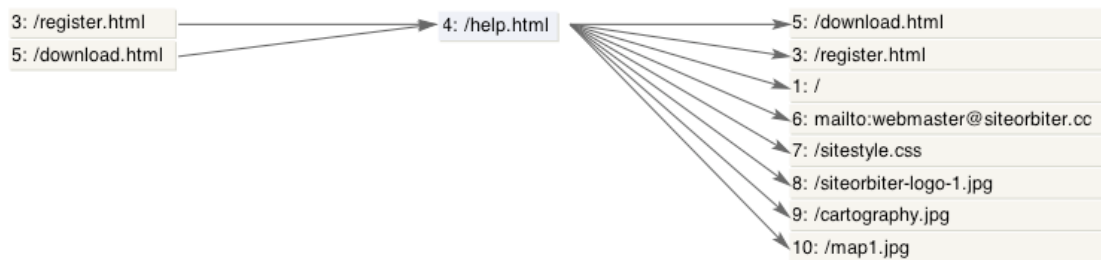 3: /register.html
5: /download.html
4: /help.html
5: /download.html
3: /register.html
1: /
6: mailto:webmaster@siteorbiter.cc
7: /sitestyle.css
8: /siteorbiter-logo-1.jpg
9: /cartography.jpg
10: /map1.jpg